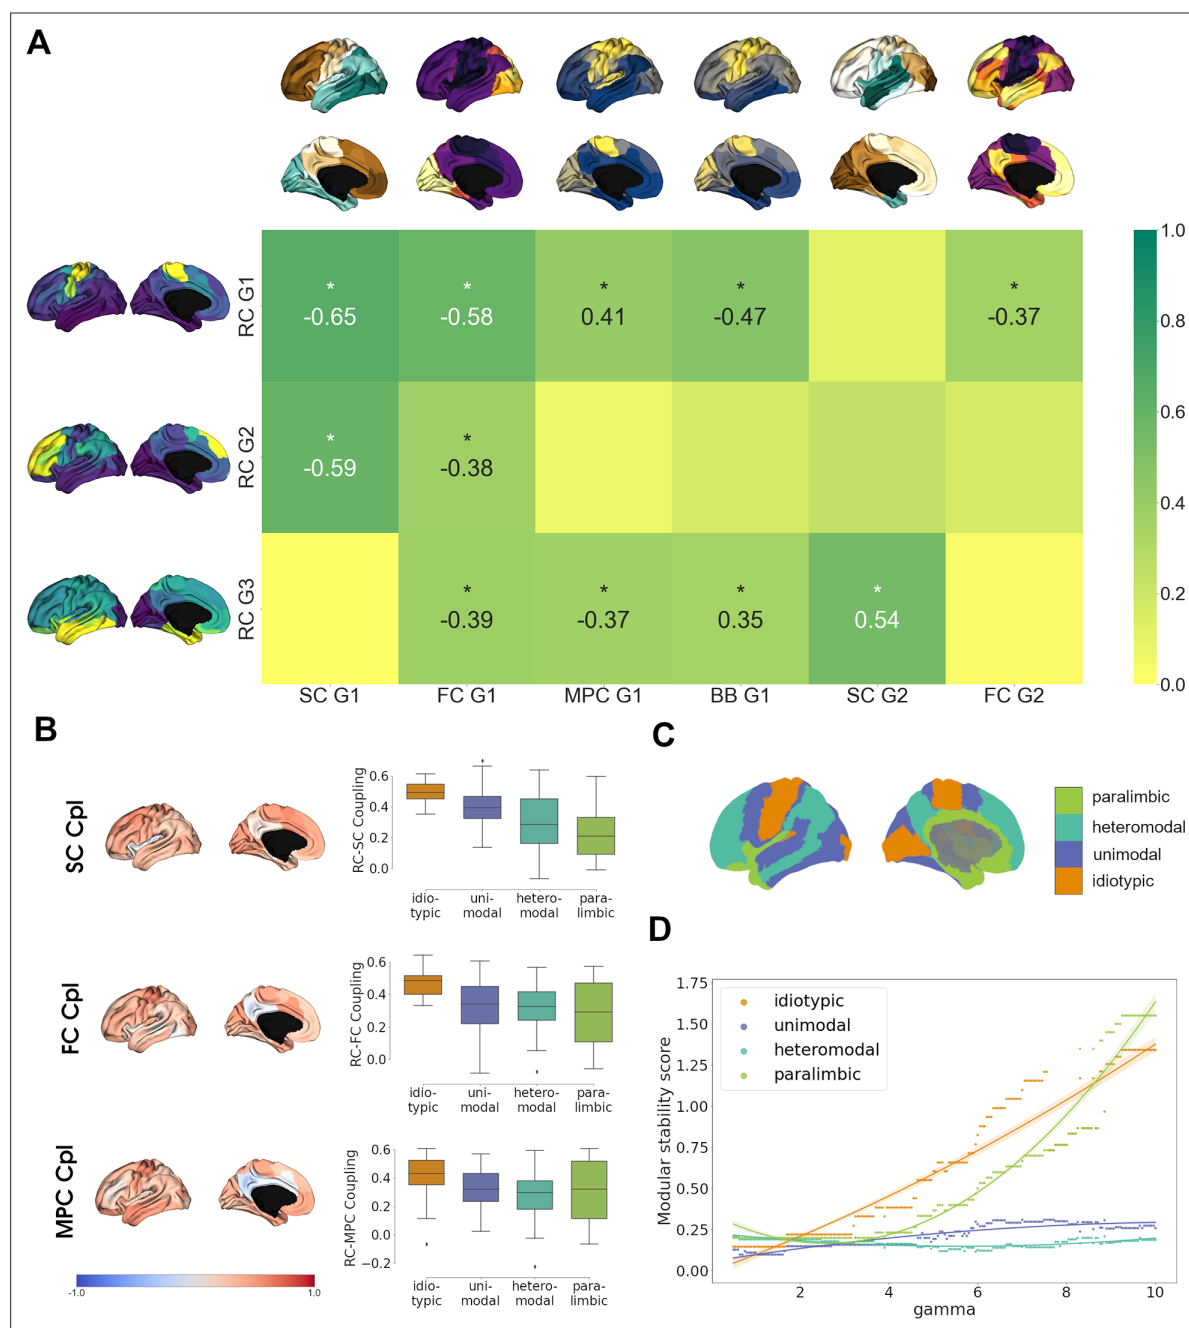 A
1.0
0.8
0.6
0.4
0.2
0.0
RC G1
*
-0.65
*
-0.58
*
0.41
*
-0.47
*
-0.37
RC G2
*
-0.59
*
-0.38
RC G3
*
-0.39
*
-0.37
*
0.35
*
0.54
SC G1
FC G1
MPC G1
BB G1
SC G2
FC G2
B
SC Cpl
RC-SC Coupling
0.6
0.4
0.2
0.0
idio-
typic
uni-
modal
hetero-
modal
para-
limbic
FC Cpl
RC-FC Coupling
0.6
0.4
0.2
0.0
idio-
typic
uni-
modal
hetero-
modal
para-
limbic
MPC Cpl
RC-MPC Coupling
0.6
0.4
0.2
0.0
−0.2
idio-
typic
uni-
modal
hetero-
modal
para-
limbic
-1.0
1.0
C
paralimbic
heteromodal
unimodal
idiotypic
D
Modular stability score
1.75
1.50
1.25
1.00
0.75
0.50
0.25
0.00
idiotypic
unimodal
heteromodal
paralimbic
2
4
6
8
10
gamma